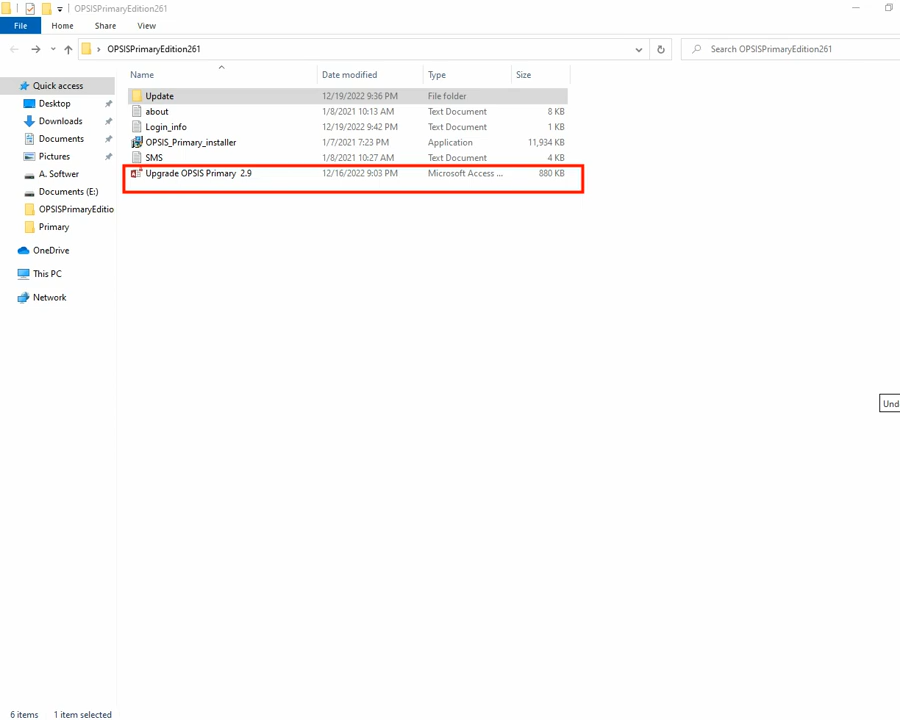 OPSISPrimaryEdition261
File Home Share View
OPSISPrimaryEdition261
Search OPSISPrimaryEdition261
Name Date modified Type Size
Quick access
Desktop
Downloads
Documents
Pictures
A. Softwer
Documents (E:)
OPSISPrimaryEditio
Primary
OneDrive
This PC
Network
Update 12/19/2022 9:36 PM File folder
about 1/8/2021 10:13 AM Text Document 8 KB
Login_info 12/19/2022 9:42 PM Text Document 1 KB
OPSIS_Primary_installer 1/7/2021 7:23 PM Application 11,934 KB
SMS 1/8/2021 10:27 AM Text Document 4 KB
Upgrade OPSIS Primary 2.9 12/16/2022 9:03 PM Microsoft Access ... 880 KB
Und
6 items 1 item selected